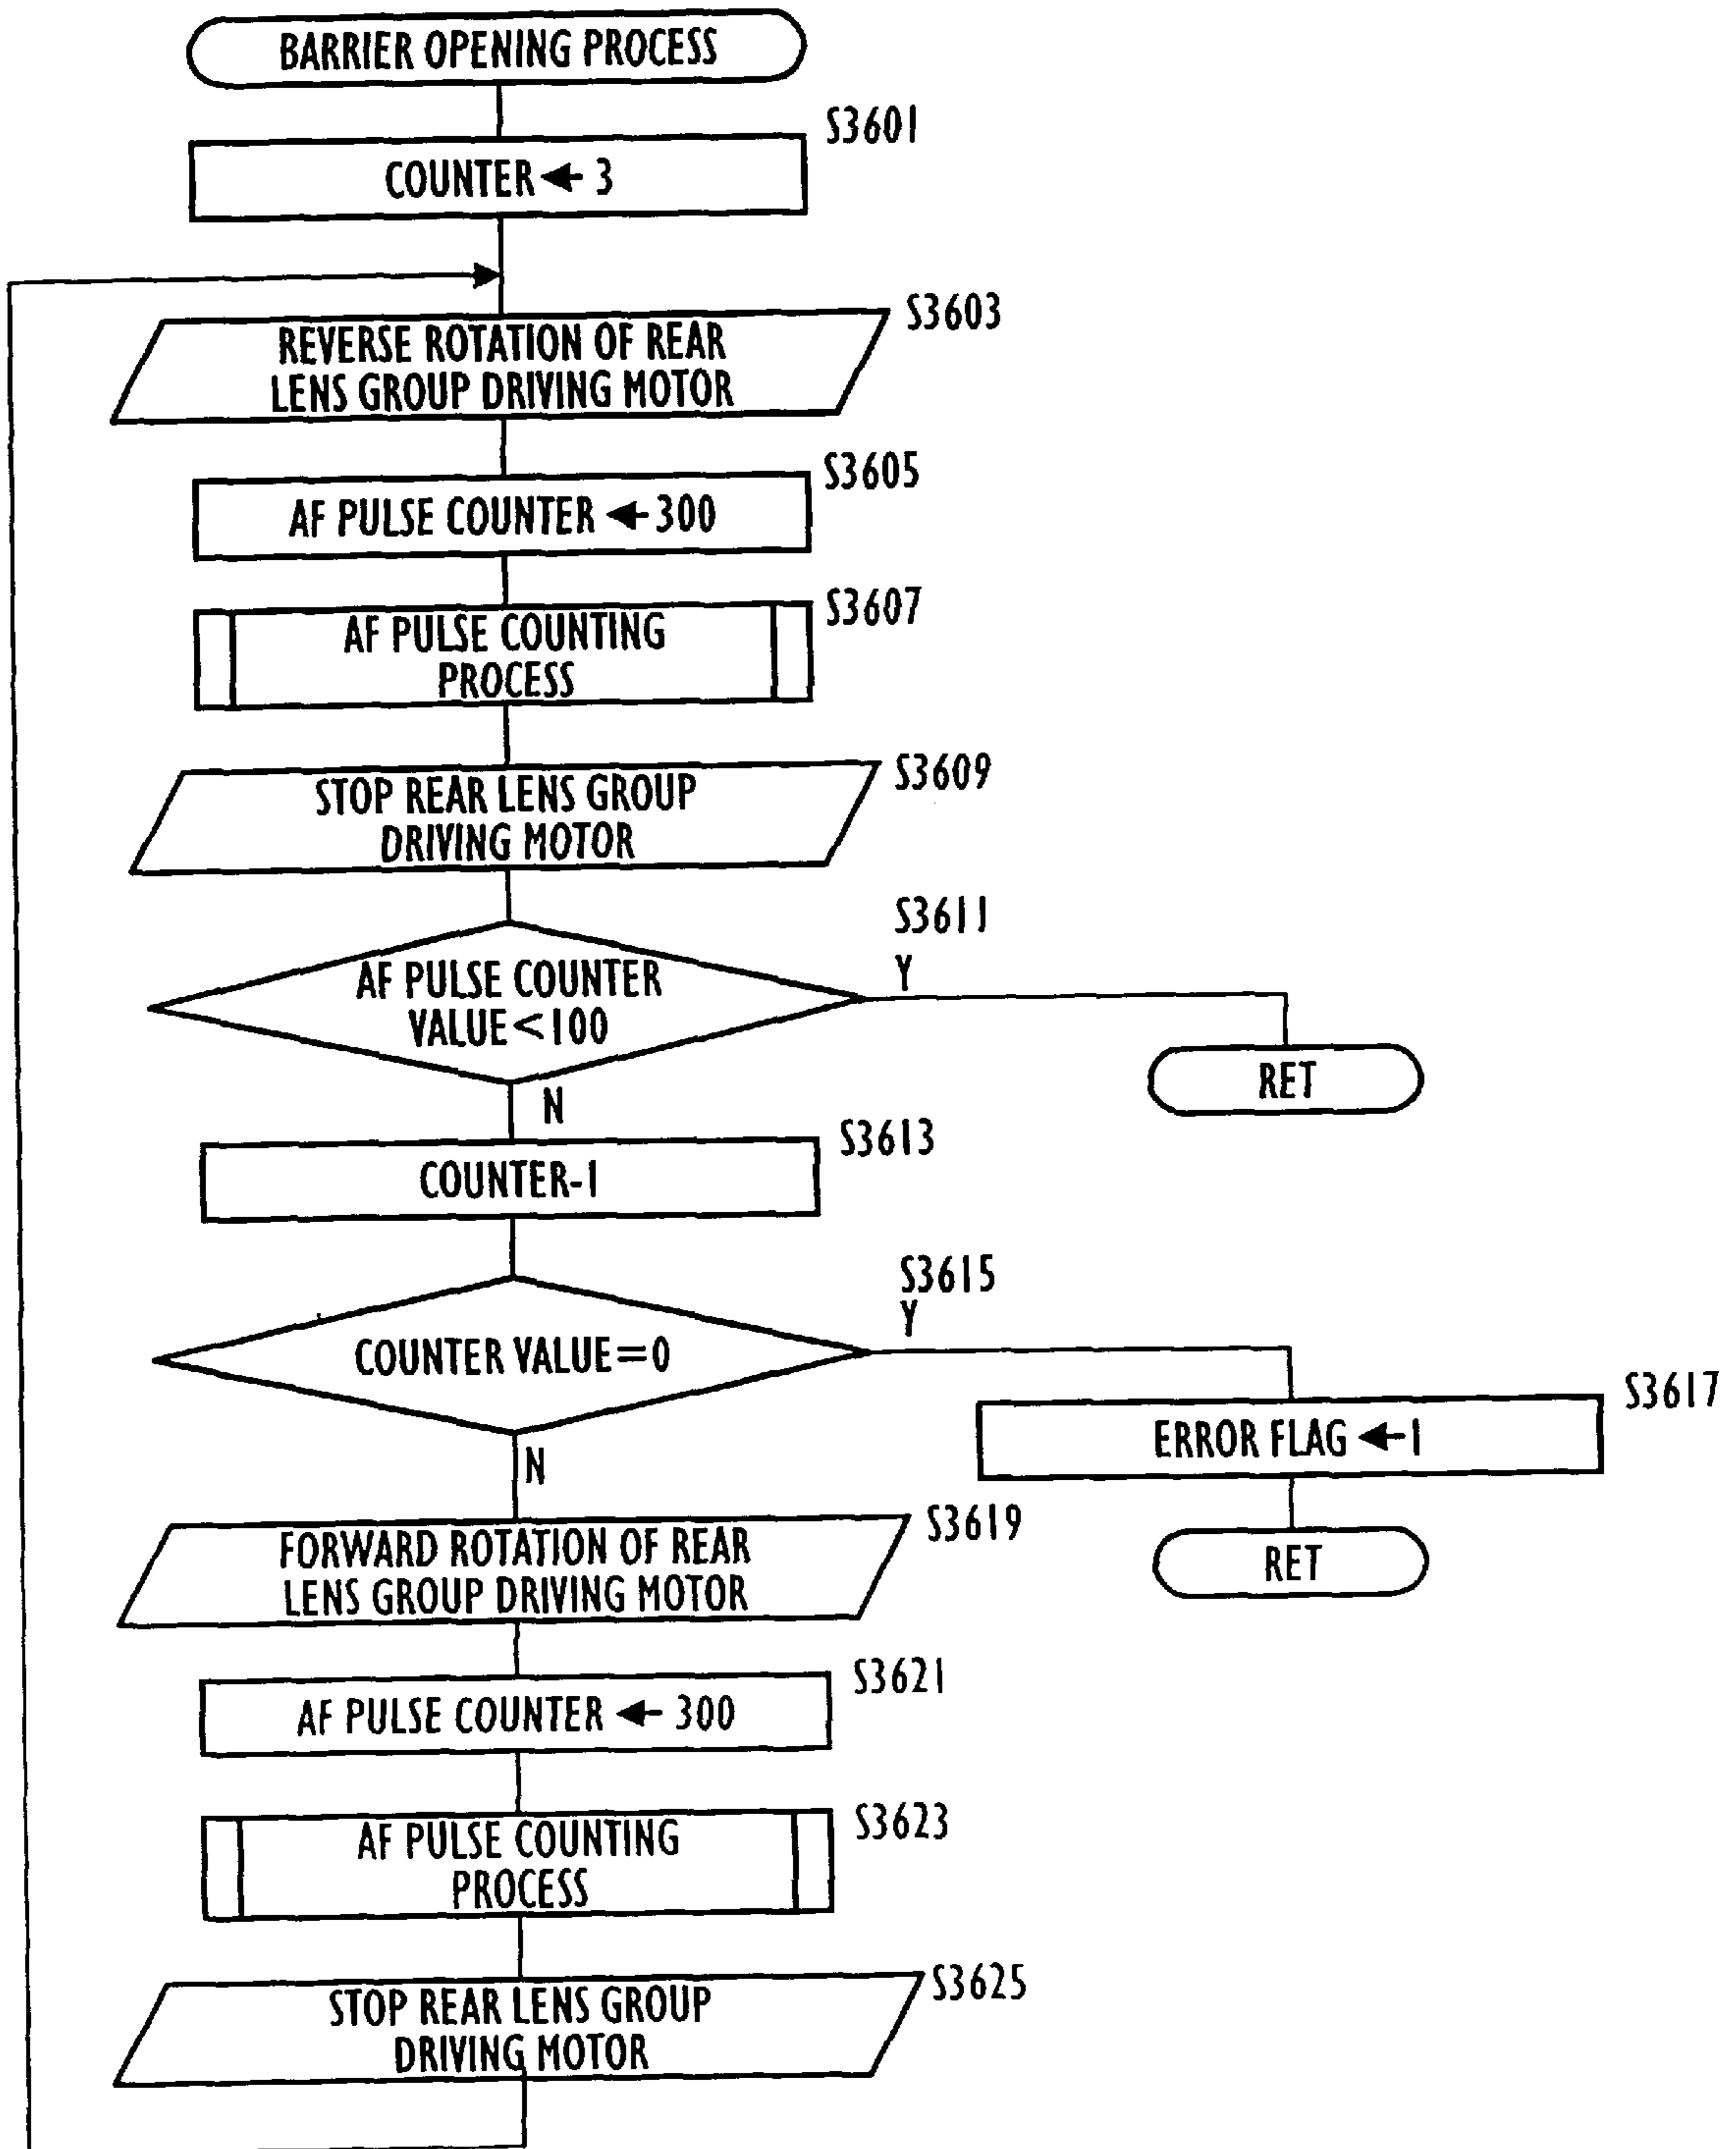 BARRIER OPENING PROCESS
S3601
COUNTER ← 3
S3603
REVERSE ROTATION OF REAR
LENS GROUP DRIVING MOTOR
S3605
AF PULSE COUNTER ← 300
S3607
AF PULSE COUNTING
PROCESS
S3609
STOP REAR LENS GROUP
DRIVING MOTOR
S3611
Y
AF PULSE COUNTER
VALUE<100
RET
N
S3613
COUNTER-1
S3615
Y
COUNTER VALUE=0
S3617
ERROR FLAG ← 1
N
RET
S3619
FORWARD ROTATION OF REAR
LENS GROUP DRIVING MOTOR
S3621
AF PULSE COUNTER ← 300
S3623
AF PULSE COUNTING
PROCESS
S3625
STOP REAR LENS GROUP
DRIVING MOTOR